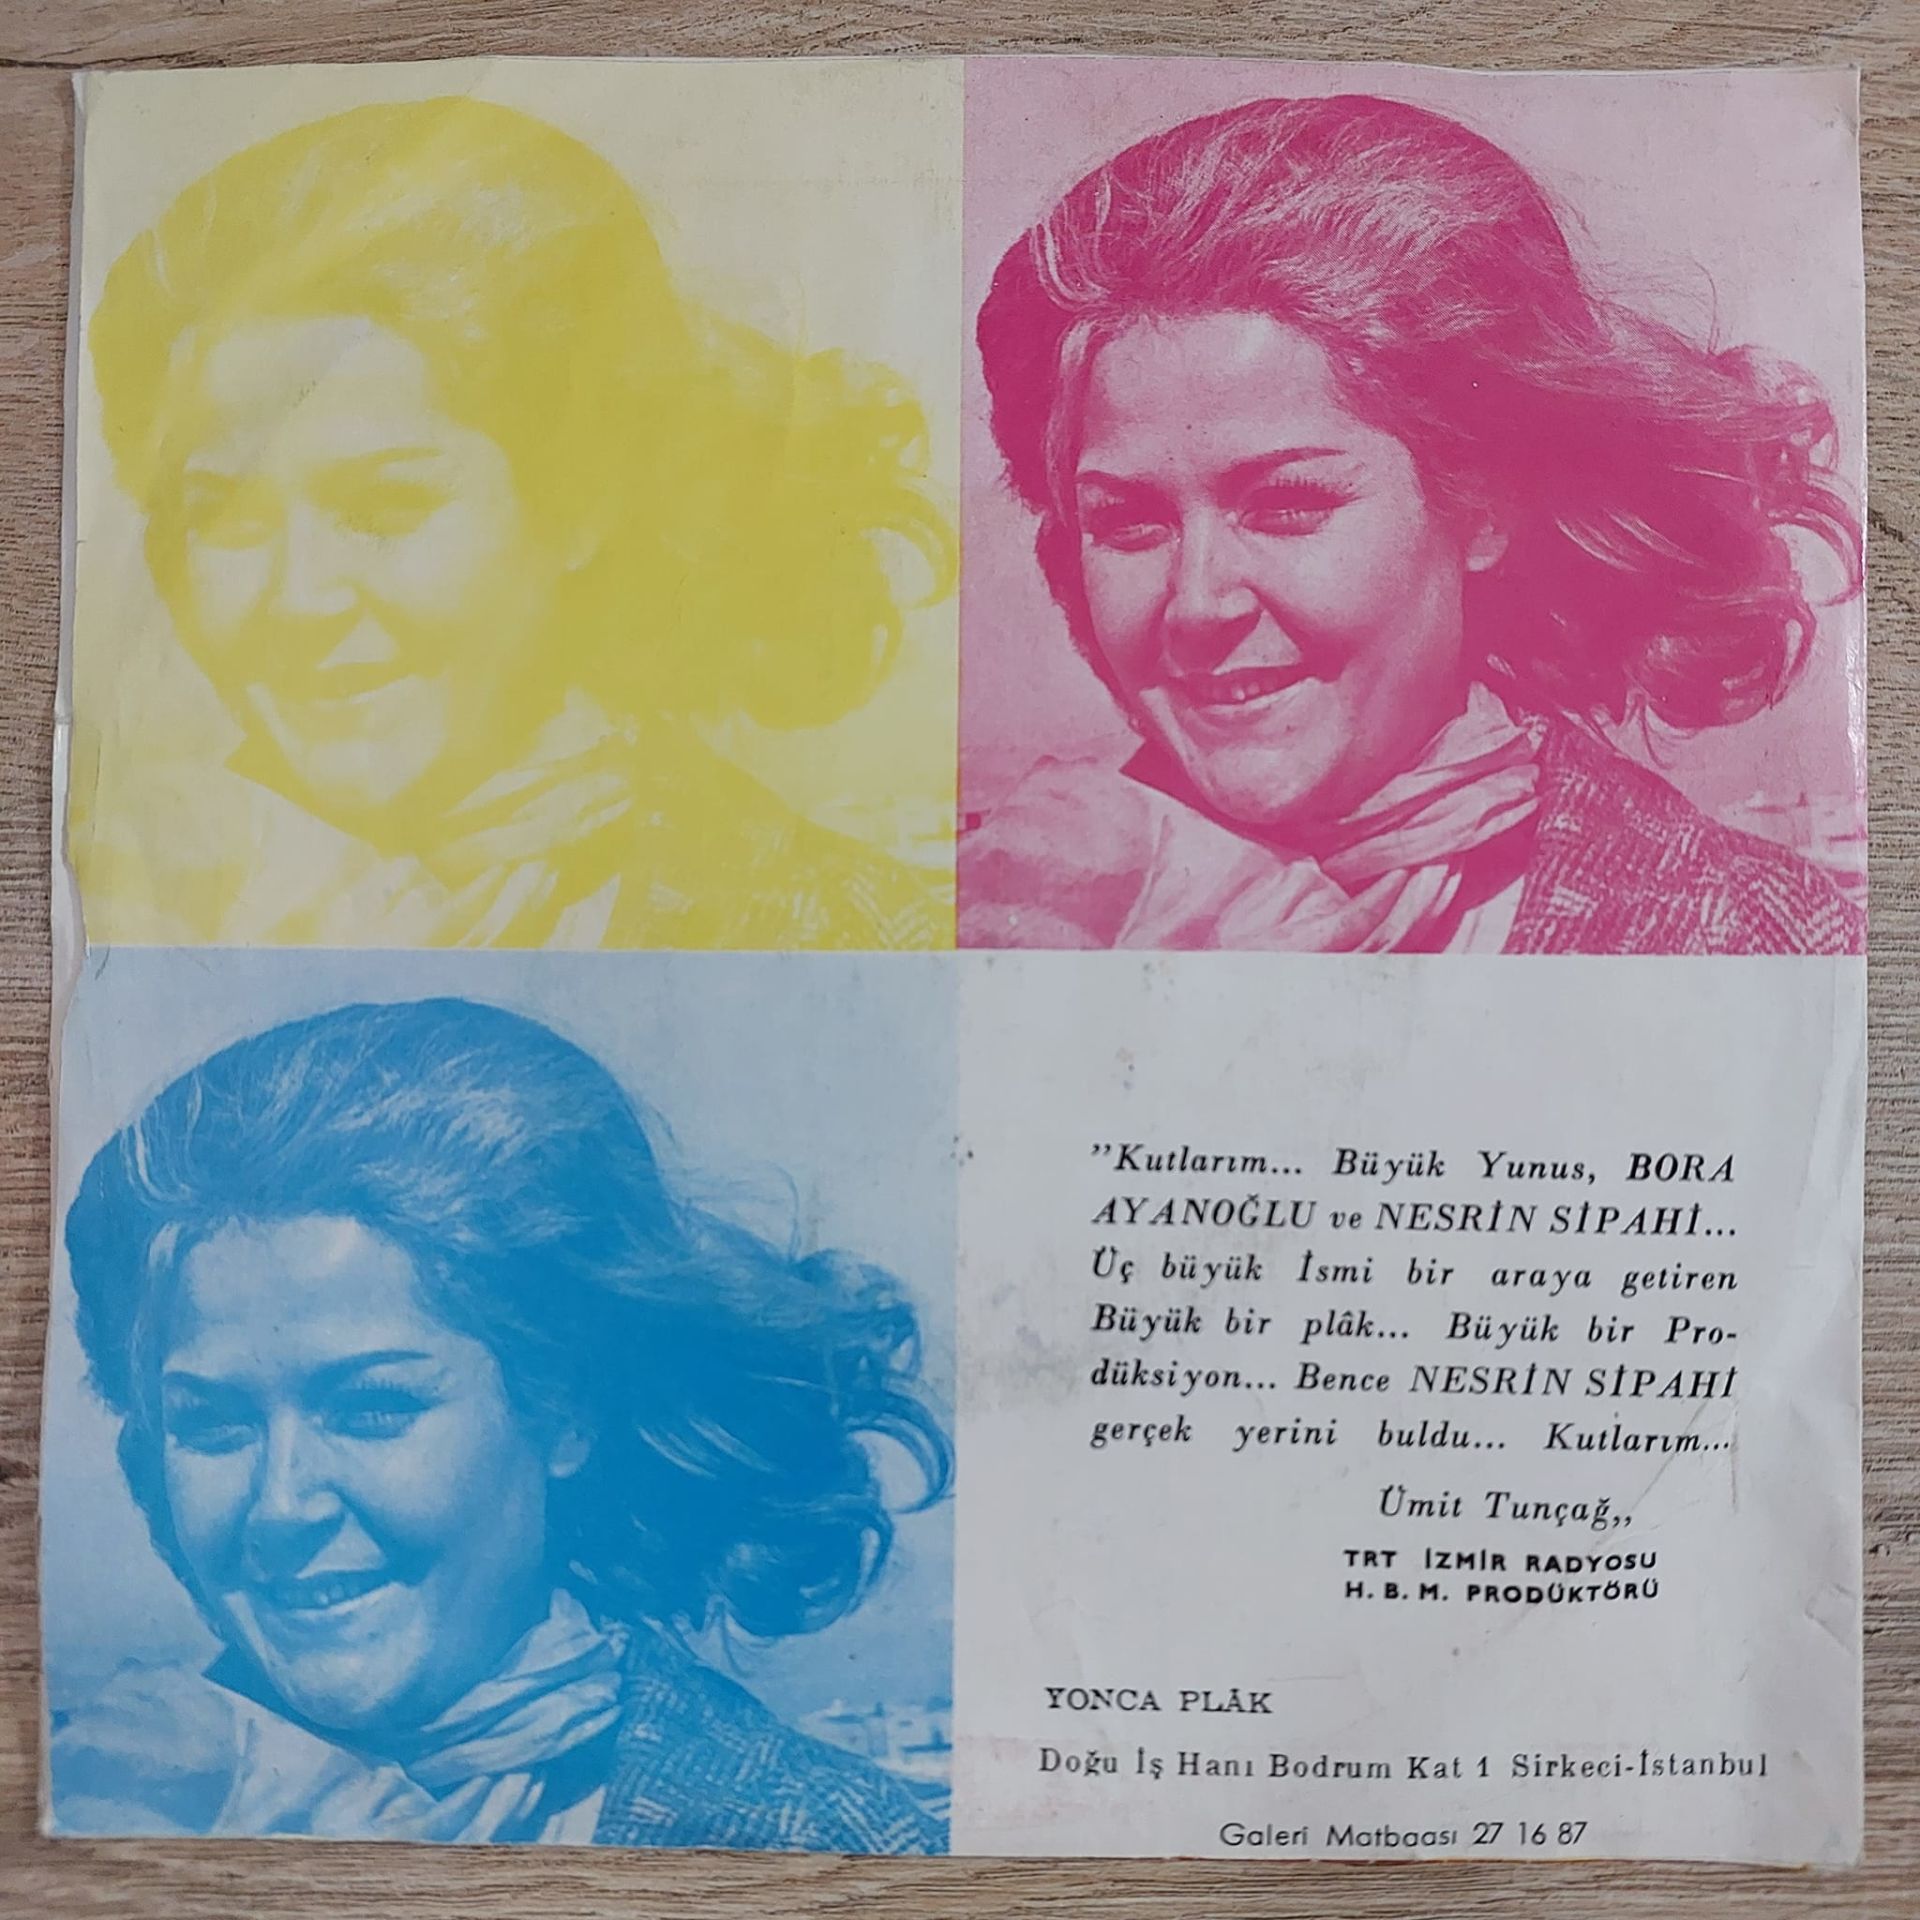 ”Kutlarım... Büyük Yunus, BORA
AYANOĞLU ve NESRİN SİPAHİ...
Üç büyük İsmi bir araya getiren
Büyük bir plâk... Büyük bir Pro-
düksiyon... Bence NESRİN SİPAHİ
gerçek yerini buldu... Kutlarım...
Ümit Tunçağ,,
TRT İZMİR RADYOSU
H. B. M. PRODÜKTÖRÜ
YONCA PLÂK
Doğu İş Hanı Bodrum Kat 1 Sirkeci-İstanbul
Galeri Matbaası 27 16 87